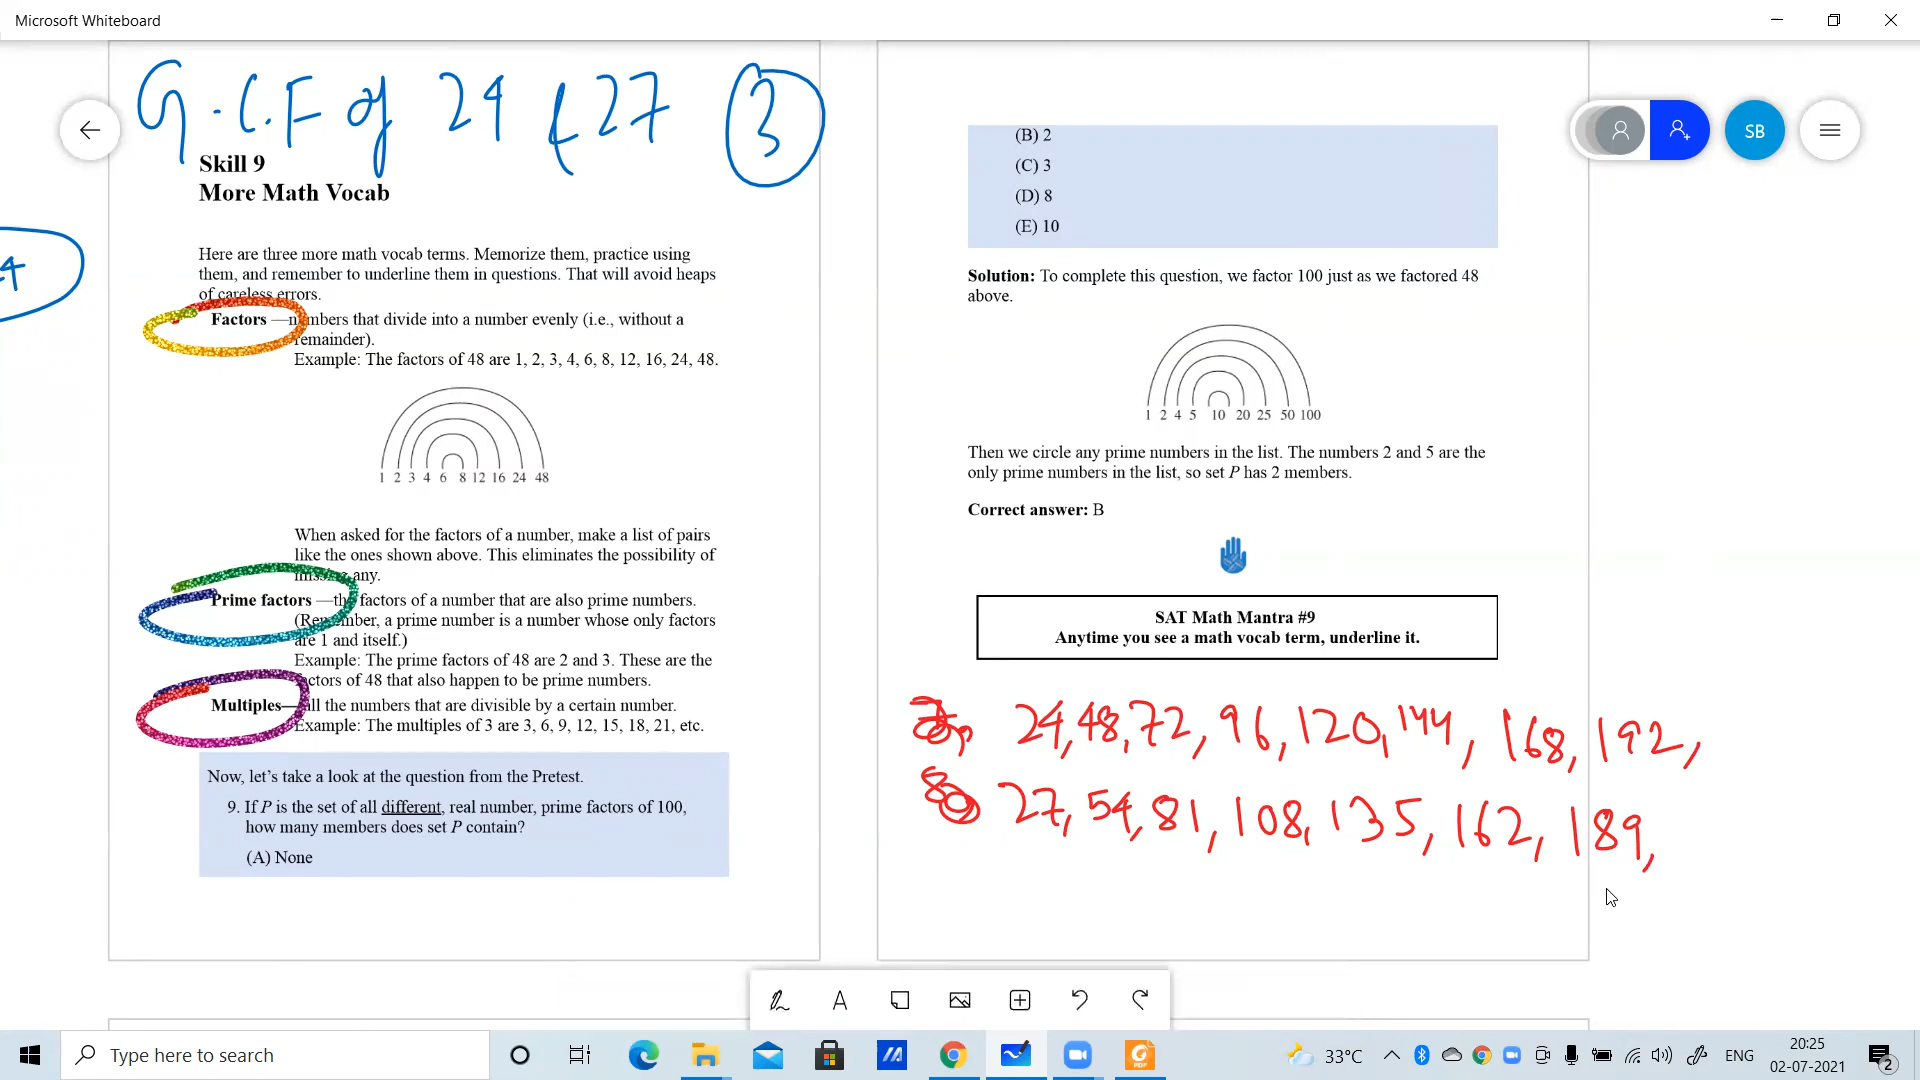 Microsoft Whiteboard
G.C.F of 24 & 27 3
Skill 9
More Math Vocab
Here are three more math vocab terms. Memorize them, practice using
them, and remember to underline them in questions. That will avoid heaps
of careless errors.
Factors —numbers that divide into a number evenly (i.e., without a
remainder).
Example: The factors of 48 are 1, 2, 3, 4, 6, 8, 12, 16, 24, 48.
1 2 3 4 6 8 12 16 24 48
When asked for the factors of a number, make a list of pairs
like the ones shown above. This eliminates the possibility of
missing any.
Prime factors —the factors of a number that are also prime numbers.
(Remember, a prime number is a number whose only factors
are 1 and itself.)
Example: The prime factors of 48 are 2 and 3. These are the
factors of 48 that also happen to be prime numbers.
Multiples—all the numbers that are divisible by a certain number.
Example: The multiples of 3 are 3, 6, 9, 12, 15, 18, 21, etc.
Now, let's take a look at the question from the Pretest.
9. If P is the set of all different, real number, prime factors of 100,
how many members does set P contain?
(A) None
(B) 2
(C) 3
(D) 8
(E) 10
Solution: To complete this question, we factor 100 just as we factored 48
above.
1 2 4 5 10 20 25 50 100
Then we circle any prime numbers in the list. The numbers 2 and 5 are the
only prime numbers in the list, so set P has 2 members.
Correct answer: B
SAT Math Mantra #9
Anytime you see a math vocab term, underline it.
24, 48, 72, 96, 120, 144, 168, 192,
27, 54, 81, 108, 135, 162, 189,
SB
Type here to search
33°C
ENG
20:25
02-07-2021
2